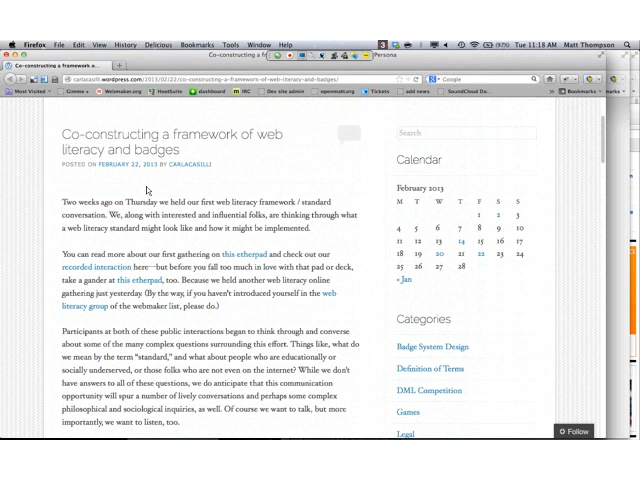 Firefox File Edit View History Delicious Bookmarks Tools Window Help
3
(97%) Tue 11:18 AM Matt Thompson
Co-constructing a f
Persona
Co-constructing a framework o...
carlacasilli.wordpress.com/2013/02/22/co-constructing-a-framework-of-web-literacy-and-badges/
Google
Most Visited Gimme Webmaker.org HootSuite dashboard IRC Dev site admin openmatt.org Tickets add news SoundCloud Do... Bookmarks
Co-constructing a framework of web
literacy and badges
POSTED ON FEBRUARY 22, 2013 BY CARLACASILLI
Two weeks ago on Thursday we held our first web literacy framework / standard
conversation. We, along with interested and influential folks, are thinking through what
a web literacy standard might look like and how it might be implemented.
You can read more about our first gathering on this etherpad and check out our
recorded interaction here—but before you fall too much in love with that pad or deck,
take a gander at this etherpad, too. Because we held another web literacy online
gathering just yesterday. (By the way, if you haven't introduced yourself in the web
literacy group of the webmaker list, please do.)
Participants at both of these public interactions began to think through and converse
about some of the many complex questions surrounding this effort. Things like, what do
we mean by the term "standard," and what about people who are educationally or
socially underserved, or those folks who are not even on the internet? While we don't
have answers to all of these questions, we do anticipate that this communication
opportunity will spur a number of lively conversations and perhaps some complex
philosophical and sociological inquiries, as well. Of course we want to talk, but more
importantly, we want to listen, too.
Search
Calendar
February 2013
M T W T F S S
1 2 3
4 5 6 7 8 9 10
11 12 13 14 15 16 17
18 19 20 21 22 23 24
25 26 27 28
« Jan
Categories
Badge System Design
Definition of Terms
DML Competition
Games
Legal
Follow